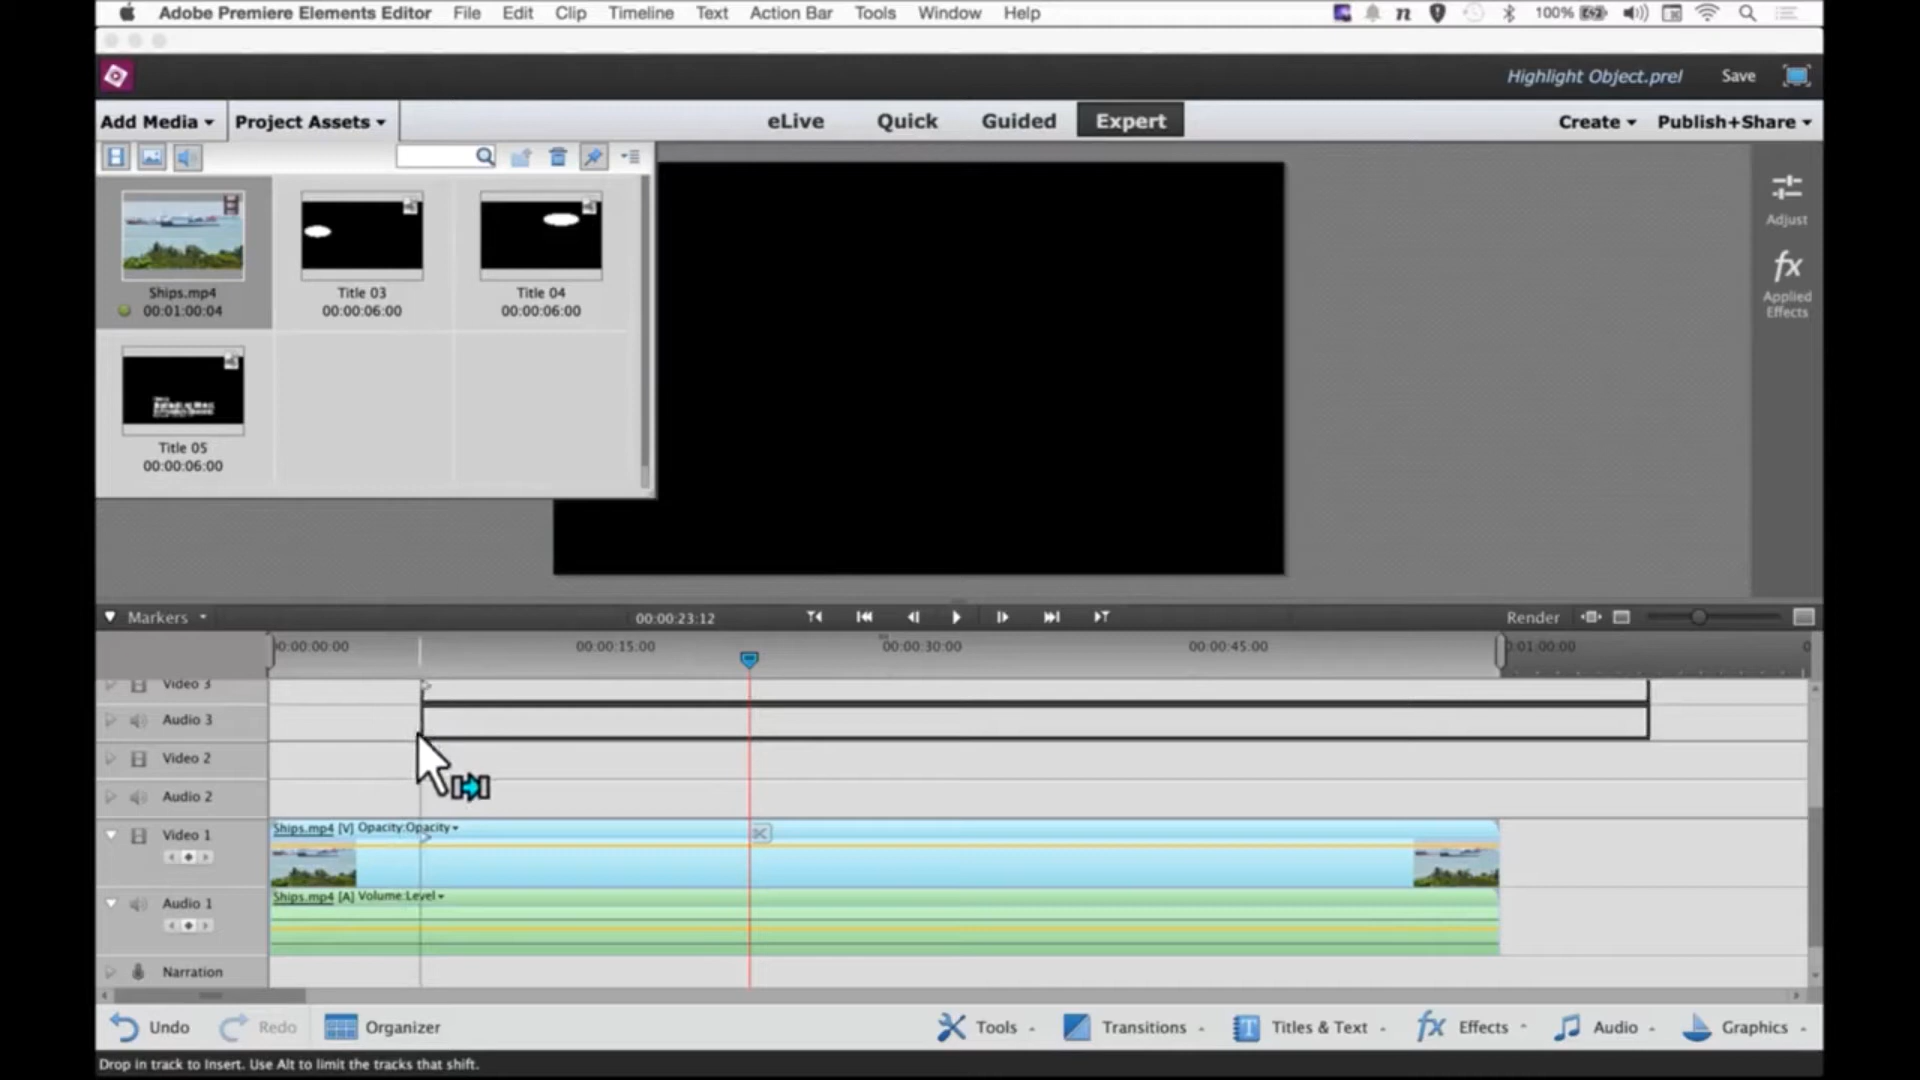 Adobe Premiere Elements Editor File Edit Clip Timeline Text Action Bar Tools Window Help 100%
Highlight Object.prel Save
Add Media Project Assets eLive Quick Guided Expert Create Publish+Share
Adjust
fx
Applied
Effects
Ships.mp4 Title 03 Title 04
00:01:00:04 00:00:06:00 00:00:06:00
Title 05
00:00:06:00
Markers 00:00:23:12 Render
00:00:00:00 00:00:15:00 00:00:30:00 00:00:45:00 0:01:00:00 0
Video 3
Audio 3
Video 2
Audio 2
Video 1 Ships.mp4 [V] Opacity:Opacity
Audio 1 Ships.mp4 [A] Volume:Level
Narration
Undo Redo Organizer Tools Transitions T Titles & Text fx Effects Audio Graphics
Drop in track to Insert. Use Alt to limit the tracks that shift.